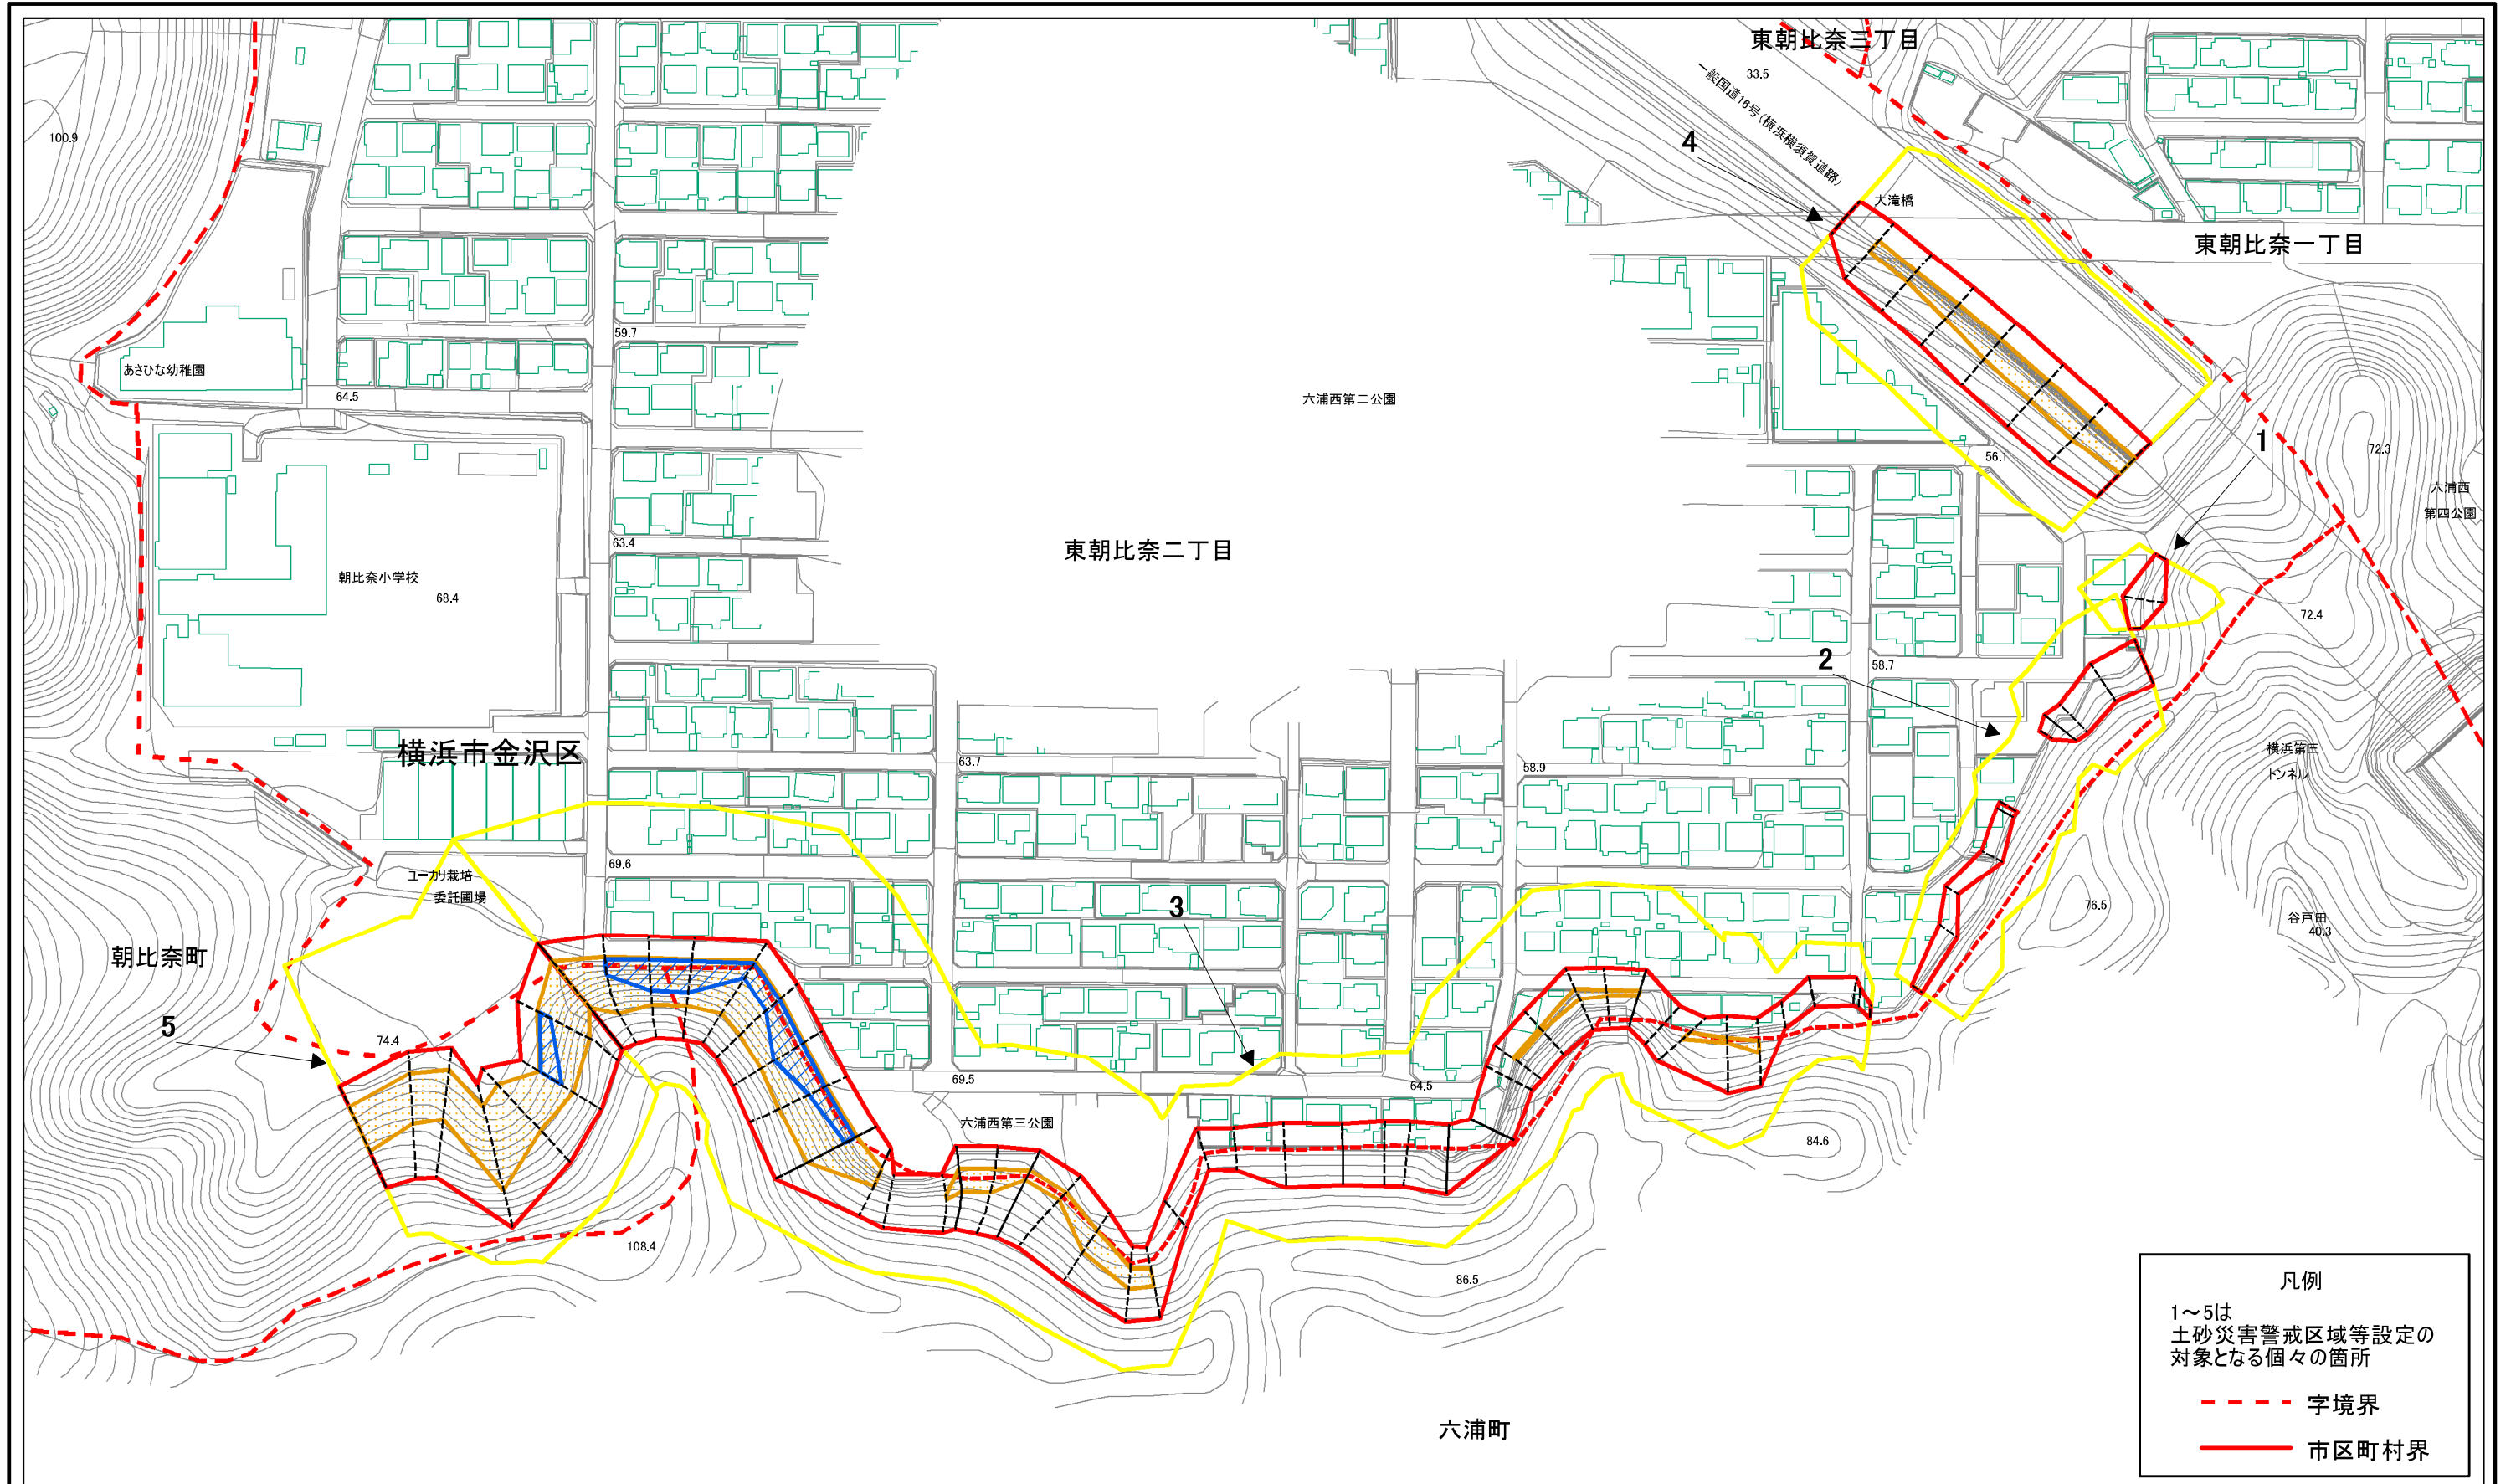 東朝比奈三丁目
33.5
一般国道16号(横浜横須賀道路)
100.9
4
大滝橋
東朝比奈一丁目
59.7
あさひな幼稚園
64.5
六浦西第二公園
1
72.3
56.1
六浦西
第四公園
63.4
東朝比奈二丁目
朝比奈小学校
68.4
72.4
2
58.7
横浜市金沢区
63.7
58.9
横浜第三
トンネル
69.6
ユーカリ栽培
委託圃場
3
76.5
谷戸田
40.3
朝比奈町
5
74.4
69.5
64.5
六浦西第三公園
84.6
108.4
86.5
六浦町
凡例
1～5は
土砂災害警戒区域等設定の
対象となる個々の箇所
字境界
市区町村界